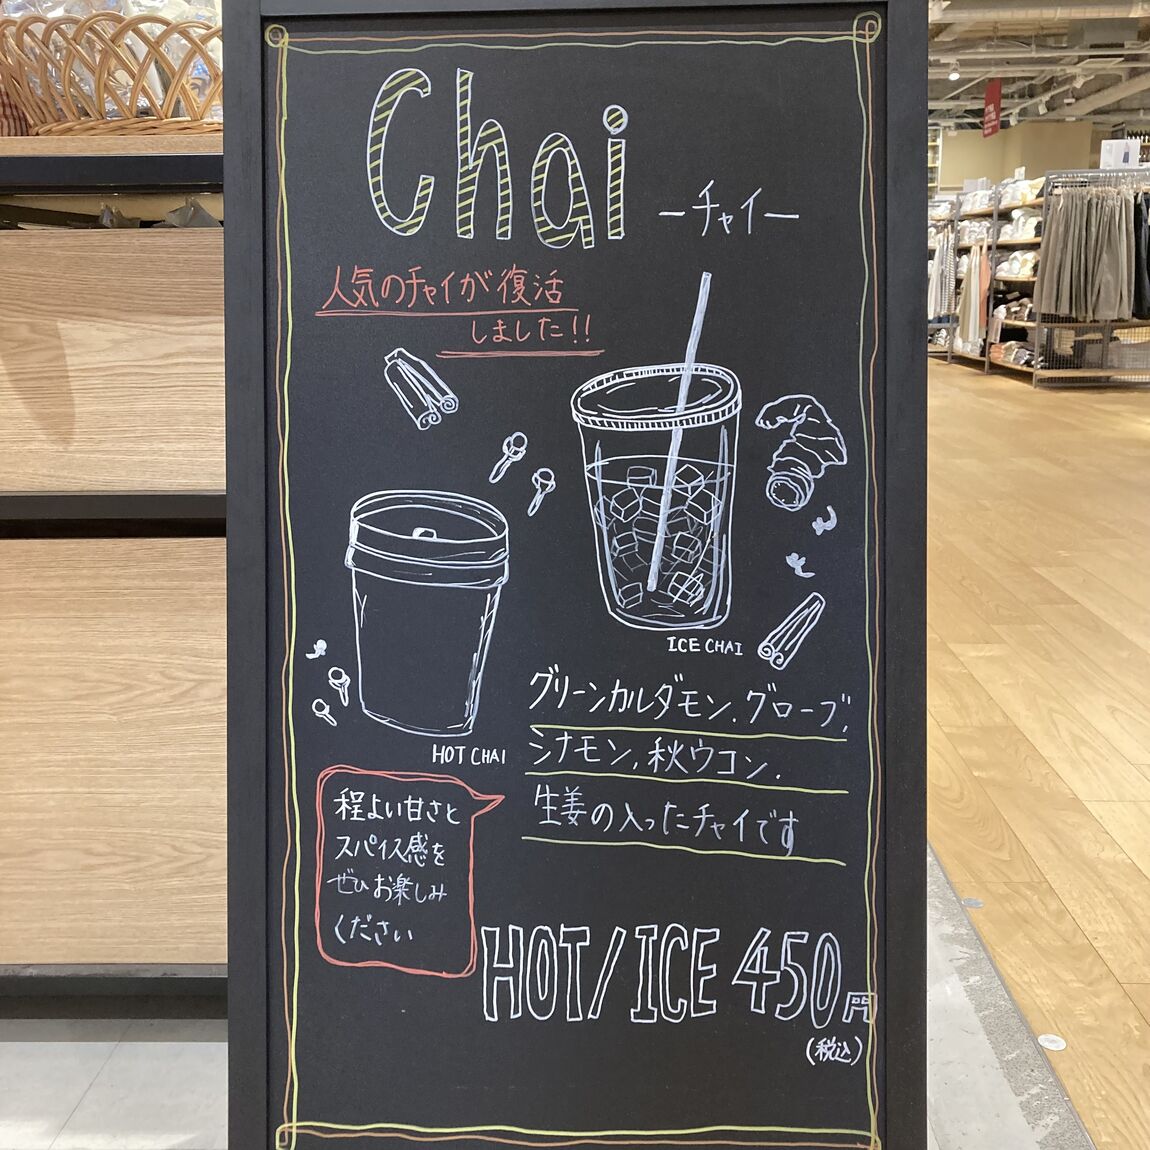 Chai
ーチャイー
人気のチャイが復活
しました!!
ICE CHAI
HOT CHAI
グリーンカルダモン、グローブ、
シナモン、秋ウコン、
生姜の入ったチャイです
程よい甘さと
スパイス感を
ぜひお楽しみ
ください
HOT/ICE 450円
(税込)